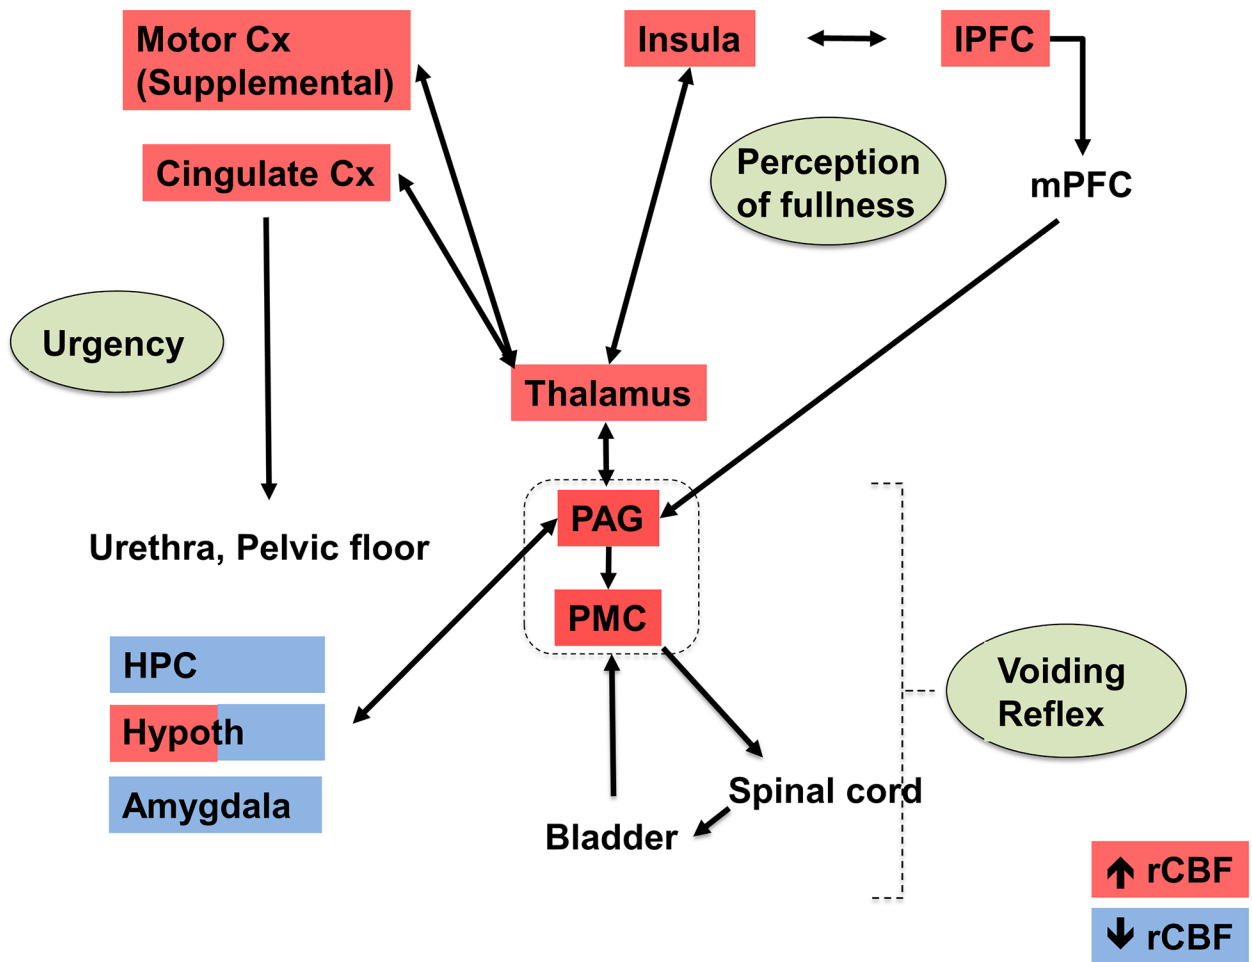 Motor Cx
(Supplemental)
Insula
lPFC
Cingulate Cx
Perception
of fullness
mPFC
Urgency
Thalamus
PAG
Urethra, Pelvic floor
PMC
HPC
Hypoth
Amygdala
Voiding
Reflex
Spinal cord
Bladder
↑ rCBF
↓ rCBF